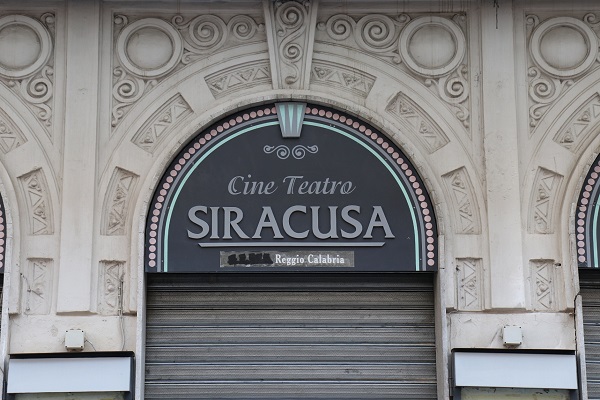 Cine Teatro
SIRACUSA
Reggio Calabria